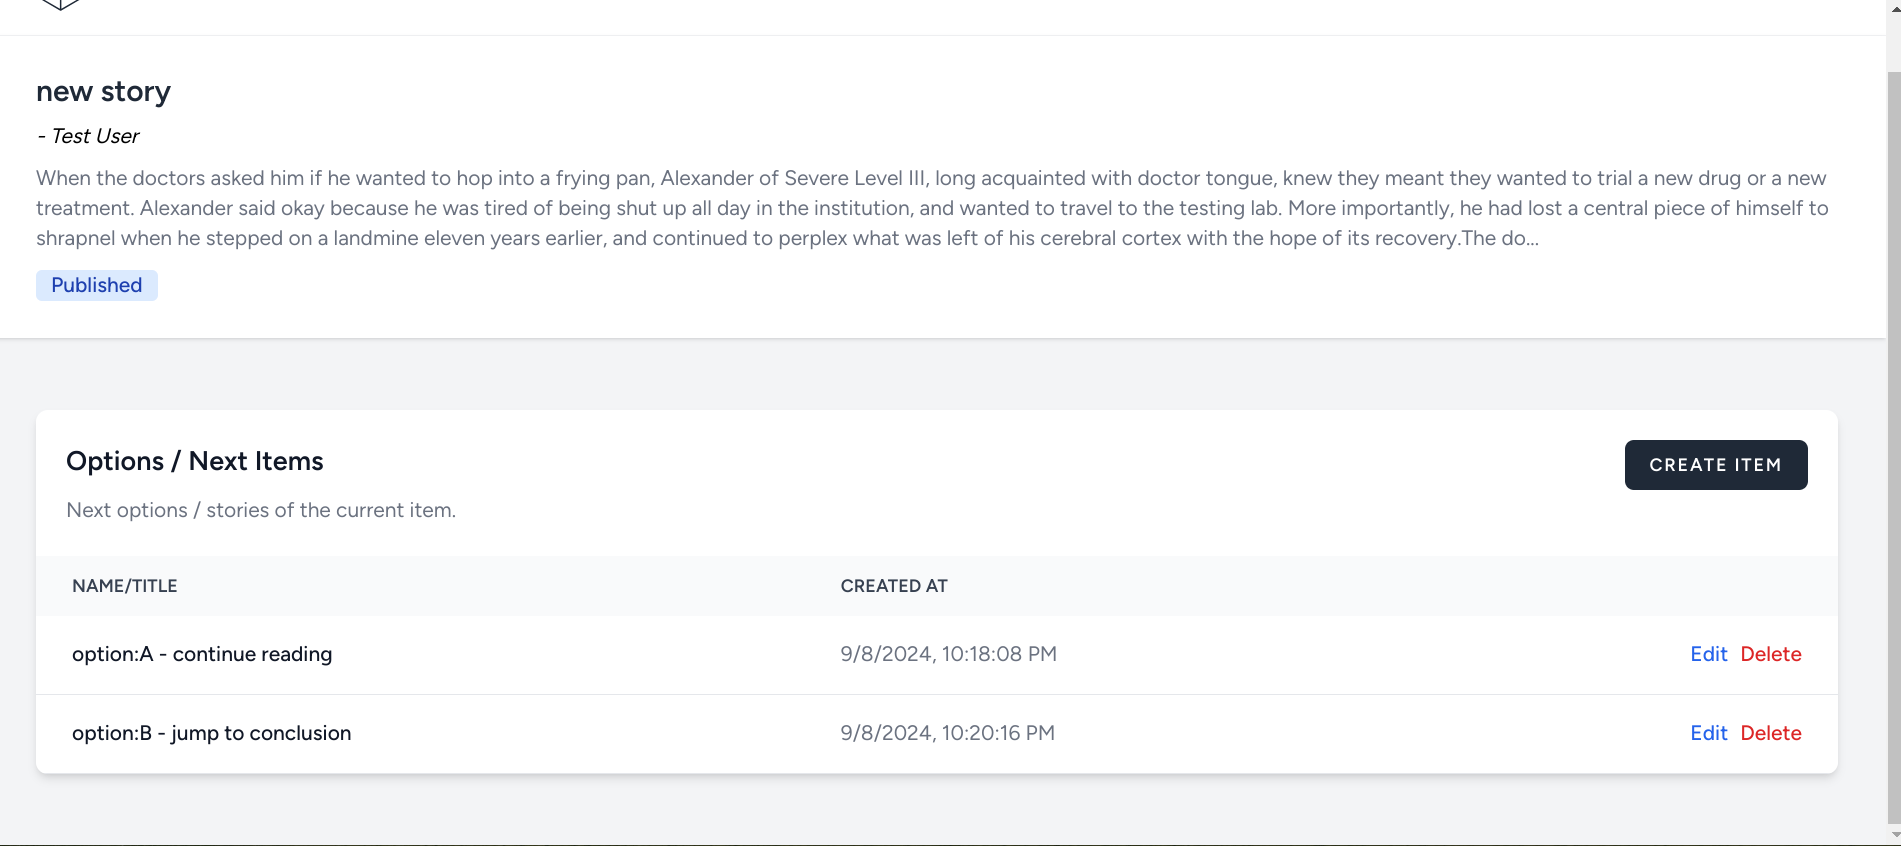 new story
- Test User
When the doctors asked him if he wanted to hop into a frying pan, Alexander of Severe Level III, long acquainted with doctor tongue, knew they meant they wanted to trial a new drug or a new
treatment. Alexander said okay because he was tired of being shut up all day in the institution, and wanted to travel to the testing lab. More importantly, he had lost a central piece of himself to
shrapnel when he stepped on a landmine eleven years earlier, and continued to perplex what was left of his cerebral cortex with the hope of its recovery.The do...
Published
Options / Next Items
CREATE ITEM
Next options / stories of the current item.
NAME/TITLE CREATED AT
option:A - continue reading 9/8/2024, 10:18:08 PM Edit Delete
option:B - jump to conclusion 9/8/2024, 10:20:16 PM Edit Delete